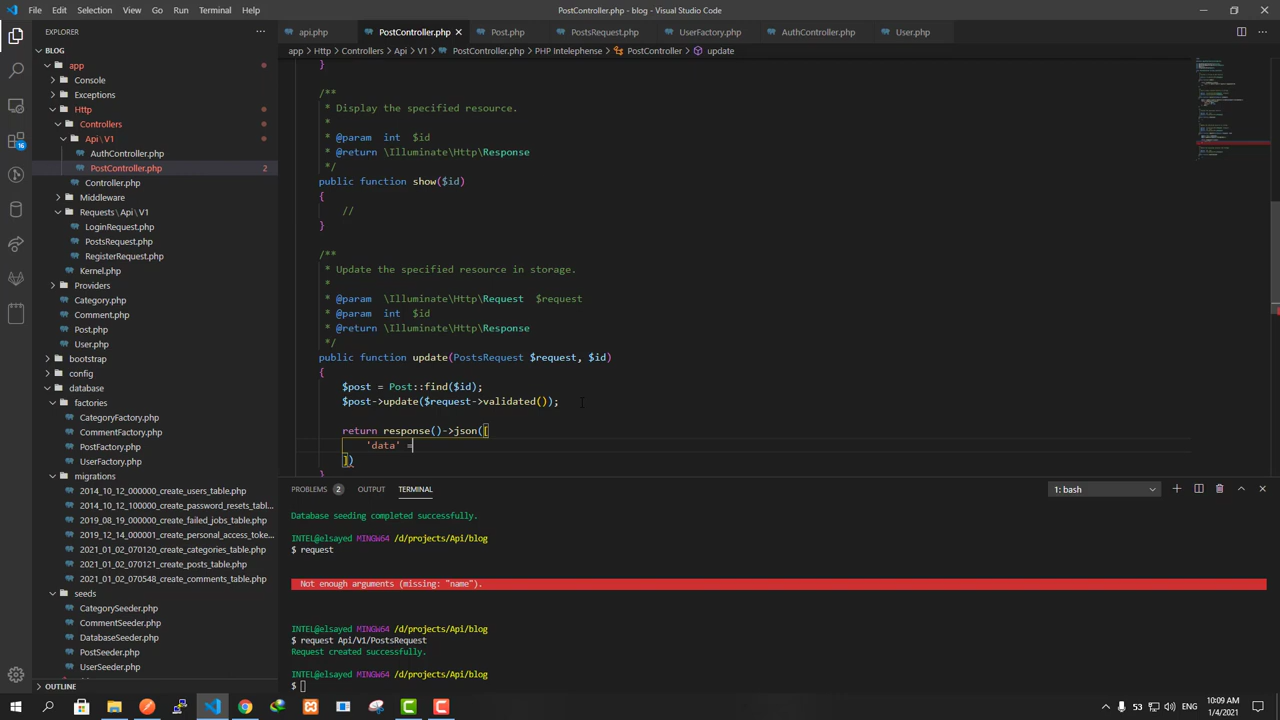 File Edit Selection View Go Run Terminal Help
PostController.php - blog - Visual Studio Code
EXPLORER
BLOG
app
Console
Exceptions
Http
Controllers
Api\V1
AuthController.php
PostController.php 2
Controller.php
Middleware
Requests\Api\V1
LoginRequest.php
PostsRequest.php
RegisterRequest.php
Kernel.php
Providers
Category.php
Comment.php
Post.php
User.php
bootstrap
config
database
factories
CategoryFactory.php
CommentFactory.php
PostFactory.php
UserFactory.php
migrations
2014_10_12_000000_create_users_table.php
2014_10_12_100000_create_password_resets_tabl...
2019_08_19_000000_create_failed_jobs_table.php
2019_12_14_000001_create_personal_access_toke...
2021_01_02_070120_create_categories_table.php
2021_01_02_070121_create_posts_table.php
2021_01_02_070548_create_comments_table.php
seeds
CategorySeeder.php
CommentSeeder.php
DatabaseSeeder.php
PostSeeder.php
UserSeeder.php
OUTLINE
16
api.php PostController.php Post.php PostsRequest.php UserFactory.php AuthController.php User.php
app > Http > Controllers > Api > V1 > PostController.php > PHP Intelephense > PostController > update
}
/**
* Display the specified resource.
*
* @param int $id
* @return \Illuminate\Http\Response
*/
public function show($id)
{
//
}
/**
* Update the specified resource in storage.
*
* @param \Illuminate\Http\Request $request
* @param int $id
* @return \Illuminate\Http\Response
*/
public function update(PostsRequest $request, $id)
{
$post = Post::find($id);
$post->update($request->validated());
return response()->json([
'data' =
])
}
PROBLEMS 2 OUTPUT TERMINAL
1: bash
Database seeding completed successfully.
INTEL@elsayed MINGW64 /d/projects/Api/blog
$ request
Not enough arguments (missing: "name").
INTEL@elsayed MINGW64 /d/projects/Api/blog
$ request Api/V1/PostsRequest
Request created successfully.
INTEL@elsayed MINGW64 /d/projects/Api/blog
$
ENG
10:09 AM
1/4/2021